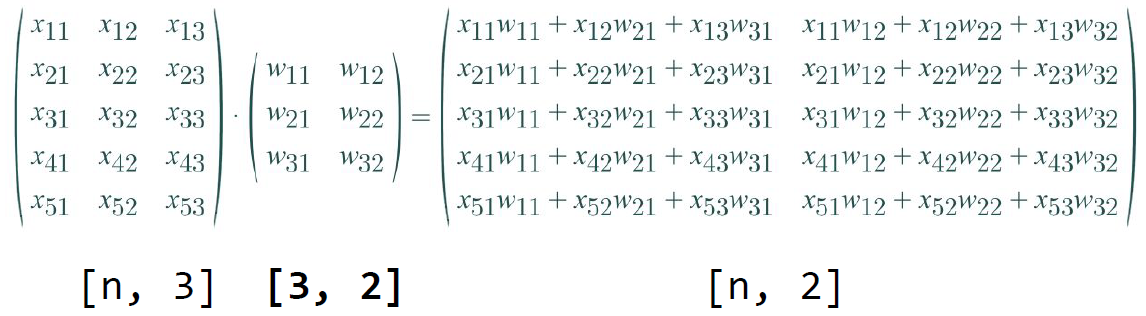 x11 x12 x13 x11w11 + x12w21 + x13w31 x11w12 + x12w22 + x13w32
x21 x22 x23 w11 w12 x21w11 + x22w21 + x23w31 x21w12 + x22w22 + x23w32
x31 x32 x33 · w21 w22 = x31w11 + x32w21 + x33w31 x31w12 + x32w22 + x33w32
x41 x42 x43 w31 w32 x41w11 + x42w21 + x43w31 x41w12 + x42w22 + x43w32
x51 x52 x53 x51w11 + x52w21 + x53w31 x51w12 + x52w22 + x53w32
[n, 3] [3, 2] [n, 2]